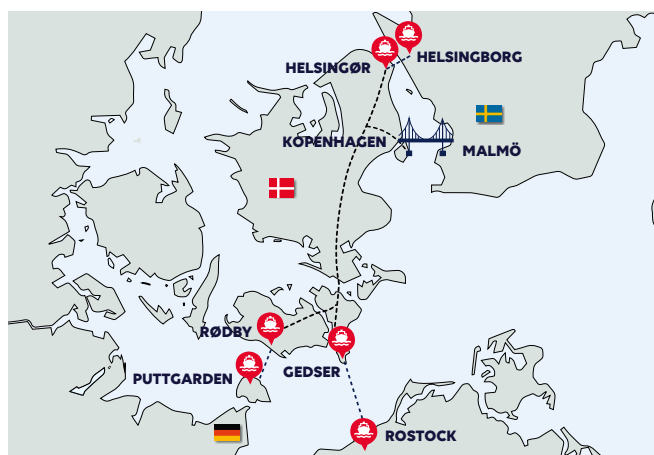 HELSINGBORG
HELSINGØR
KOPENHAGEN
MALMÖ
RØDBY
GEDSER
PUTTGARDEN
ROSTOCK